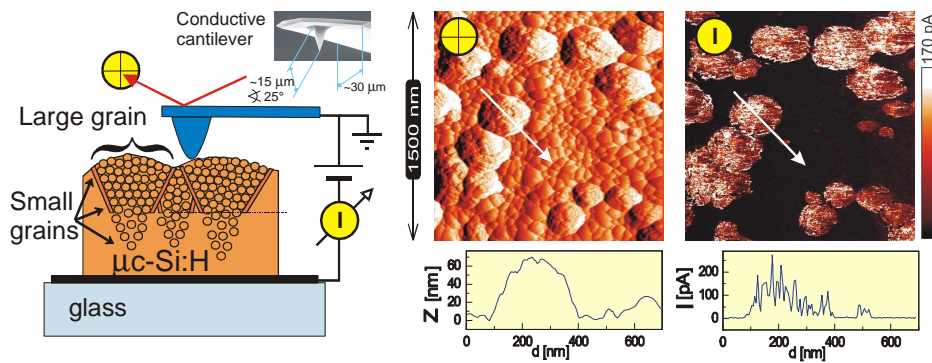 Conductive
cantilever
~15 µm
∢ 25°
~30 µm
Large grain
Small
grains
µc-Si:H
glass
I
1500 nm
I
170 pA
Z [nm]
60
40
20
0
0
200
400
600
d [nm]
I [pA]
200
100
0
0
200
400
600
d [nm]